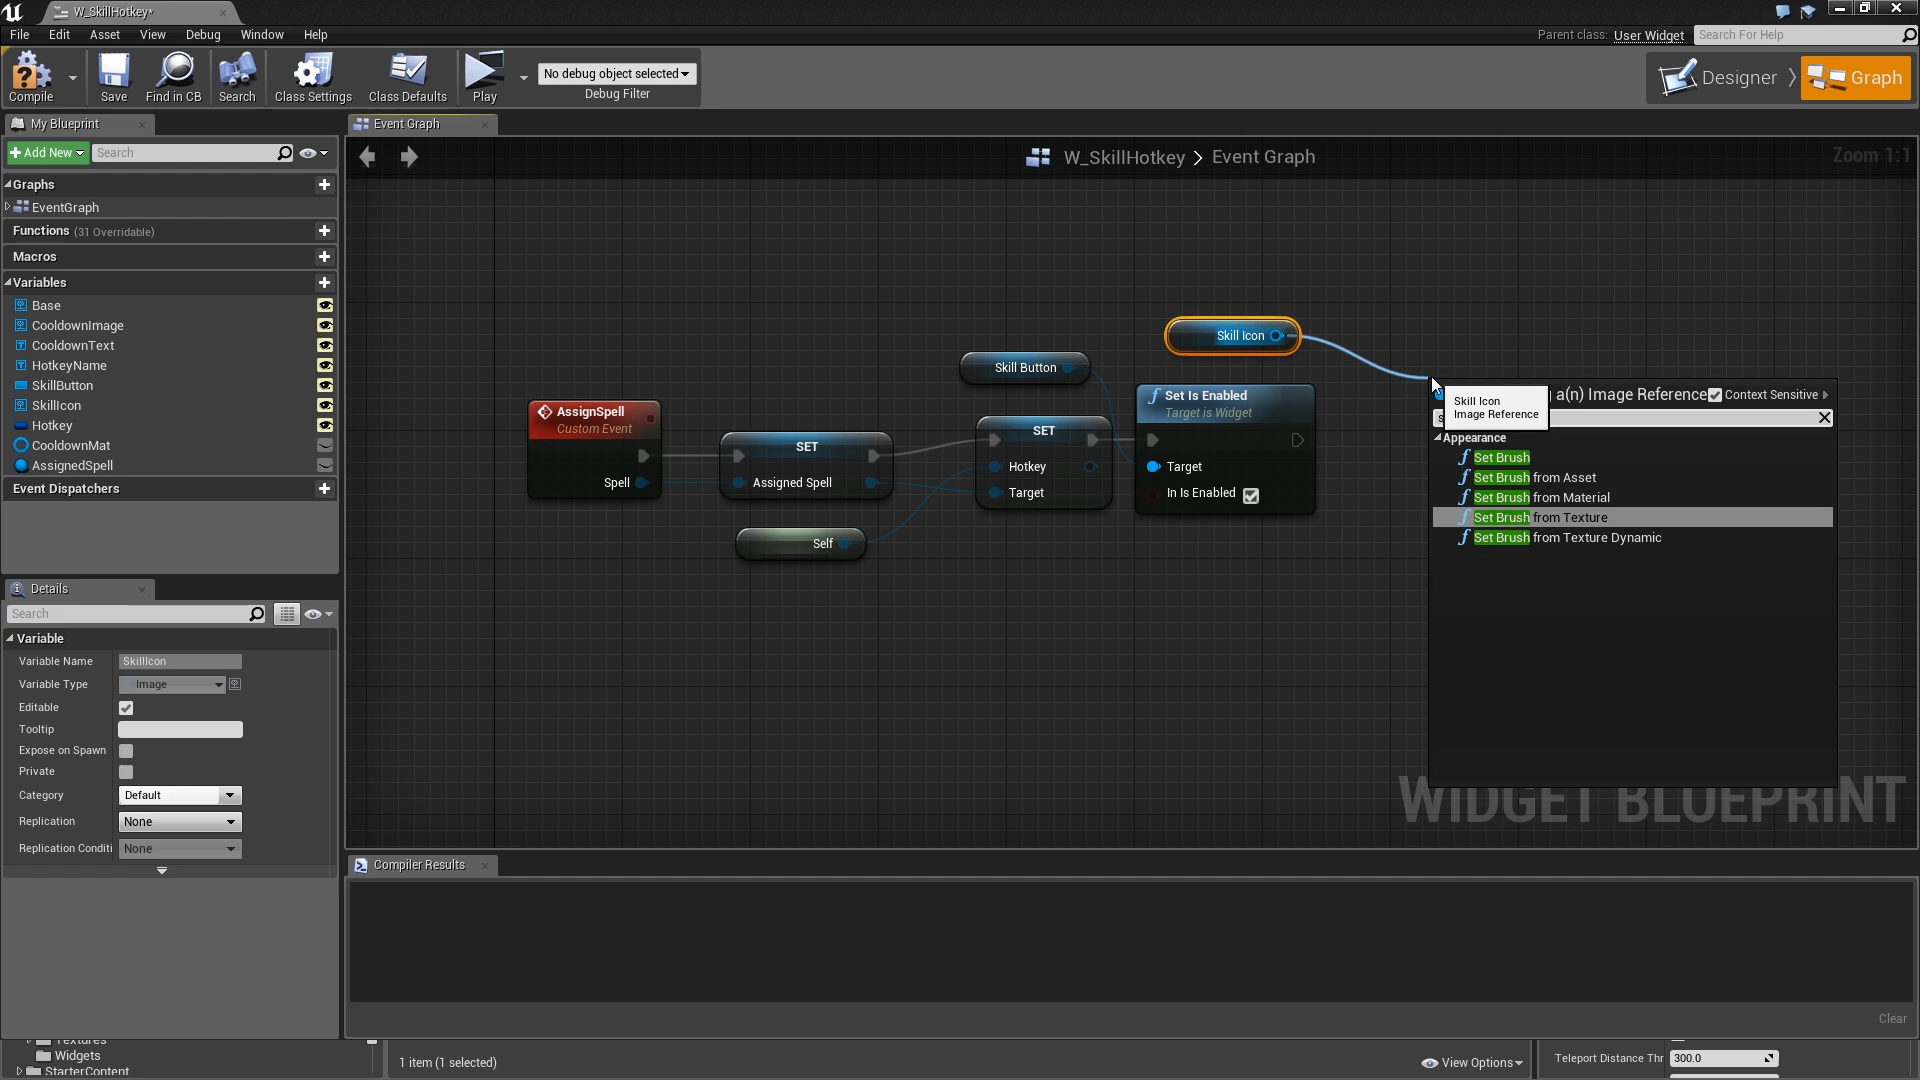 W_SkillHotkey*
File Edit Asset View Debug Window Help
Parent class: User Widget Search For Help
Compile Save Find in CB Search Class Settings Class Defaults Play
No debug object selected
Debug Filter
Designer Graph
My Blueprint
Event Graph
Add New Search
W_SkillHotkey > Event Graph
Zoom 1:1
Graphs
EventGraph
Functions (31 Overridable)
Macros
Variables
Base
CooldownImage
CooldownText
HotkeyName
SkillButton
SkillIcon
Hotkey
CooldownMat
AssignedSpell
Event Dispatchers
Skill Icon
Skill Button
AssignSpell
Custom Event
Spell
SET
Assigned Spell
Self
SET
Hotkey
Target
Set Is Enabled
Target is Widget
Target
In Is Enabled
a(n) Image Reference Context Sensitive
Skill Icon
Image Reference
Appearance
Set Brush
Set Brush from Asset
Set Brush from Material
Set Brush from Texture
Set Brush from Texture Dynamic
WIDGET BLUEPRINT
Details
Search
Variable
Variable Name SkillIcon
Variable Type Image
Editable
Tooltip
Expose on Spawn
Private
Category Default
Replication None
Replication Conditi None
Compiler Results
Clear
Textures
Widgets
StarterContent
1 item (1 selected)
View Options
Teleport Distance Thr 300.0